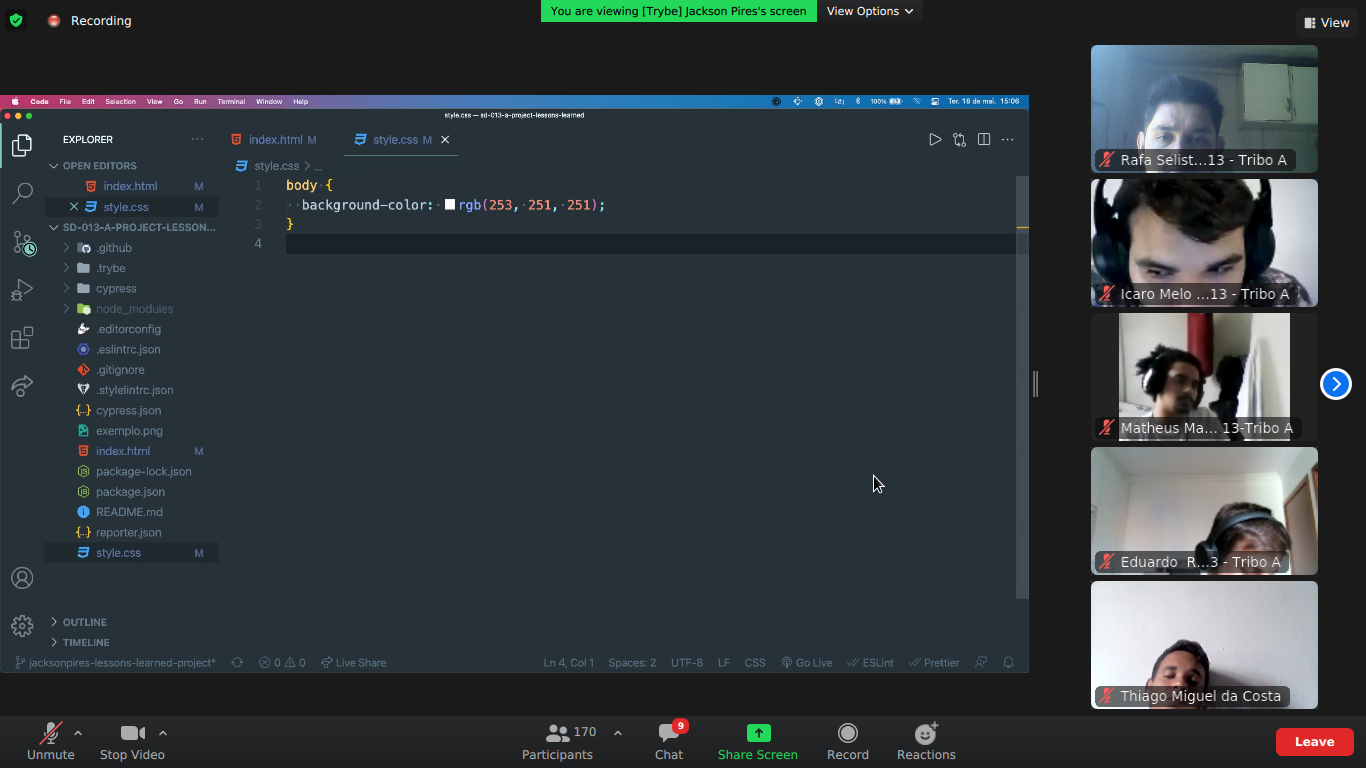 Recording
You are viewing [Trybe] Jackson Pires's screen
View Options
View
Code File Edit Selection View Go Run Terminal Window Help
100%
Ter. 18 de mai. 15:06
style.css — sd-013-a-project-lessons-learned
EXPLORER
index.html M
style.css M
OPEN EDITORS
index.html M
style.css M
SD-013-A-PROJECT-LESSON...
.github
.trybe
cypress
node_modules
.editorconfig
.eslintrc.json
.gitignore
.stylelintrc.json
cypress.json
exemplo.png
index.html M
package-lock.json
package.json
README.md
reporter.json
style.css M
OUTLINE
TIMELINE
style.css > ...
1 body {
2 background-color: rgb(253, 251, 251);
3 }
4
jacksonpires-lessons-learned-project*
0 0
Live Share
Ln 4, Col 1
Spaces: 2
UTF-8
LF
CSS
Go Live
ESLint
Prettier
Rafa Selist...13 - Tribo A
Icaro Melo ...13 - Tribo A
Matheus Ma... 13-Tribo A
Eduardo R...3 - Tribo A
Thiago Miguel da Costa
Unmute
Stop Video
Participants 170
Chat 9
Share Screen
Record
Reactions
Leave